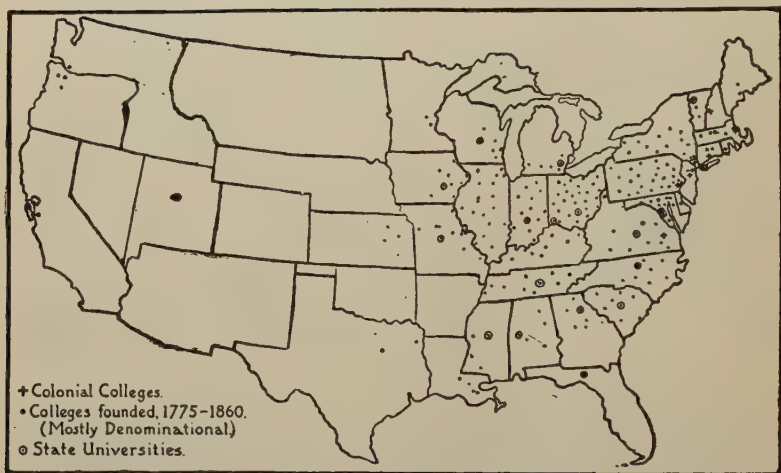 + Colonial Colleges.
• Colleges founded, 1775-1860.
(Mostly Denominational.)
⊙ State Universities.